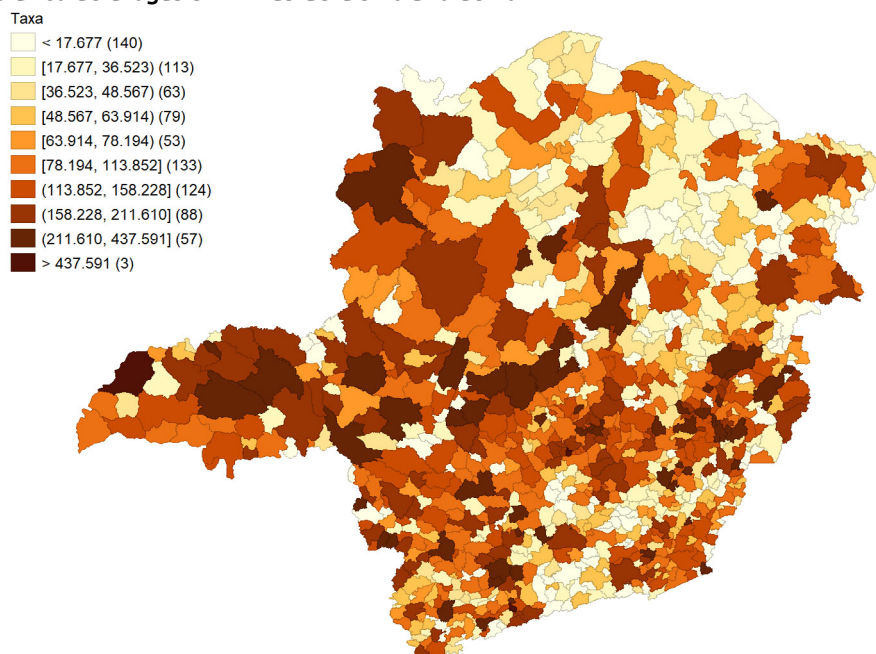 Taxa
< 17.677 (140)
[17.677, 36.523) (113)
[36.523, 48.567) (63)
[48.567, 63.914) (79)
[63.914, 78.194) (53)
[78.194, 113.852] (133)
(113.852, 158.228] (124)
(158.228, 211.610] (88)
(211.610, 437.591] (57)
> 437.591 (3)